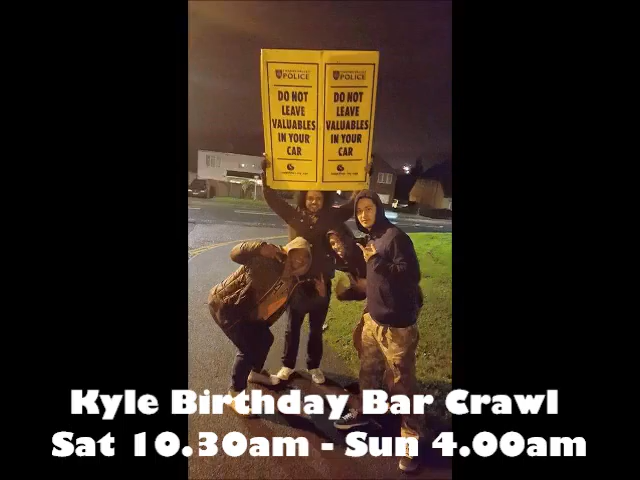 POLICE
POLICE
DO NOT
LEAVE
VALUABLES
IN YOUR
CAR
DO NOT
LEAVE
VALUABLES
IN YOUR
CAR
Kyle Birthday Bar Crawl
Sat 10.30am - Sun 4.00am